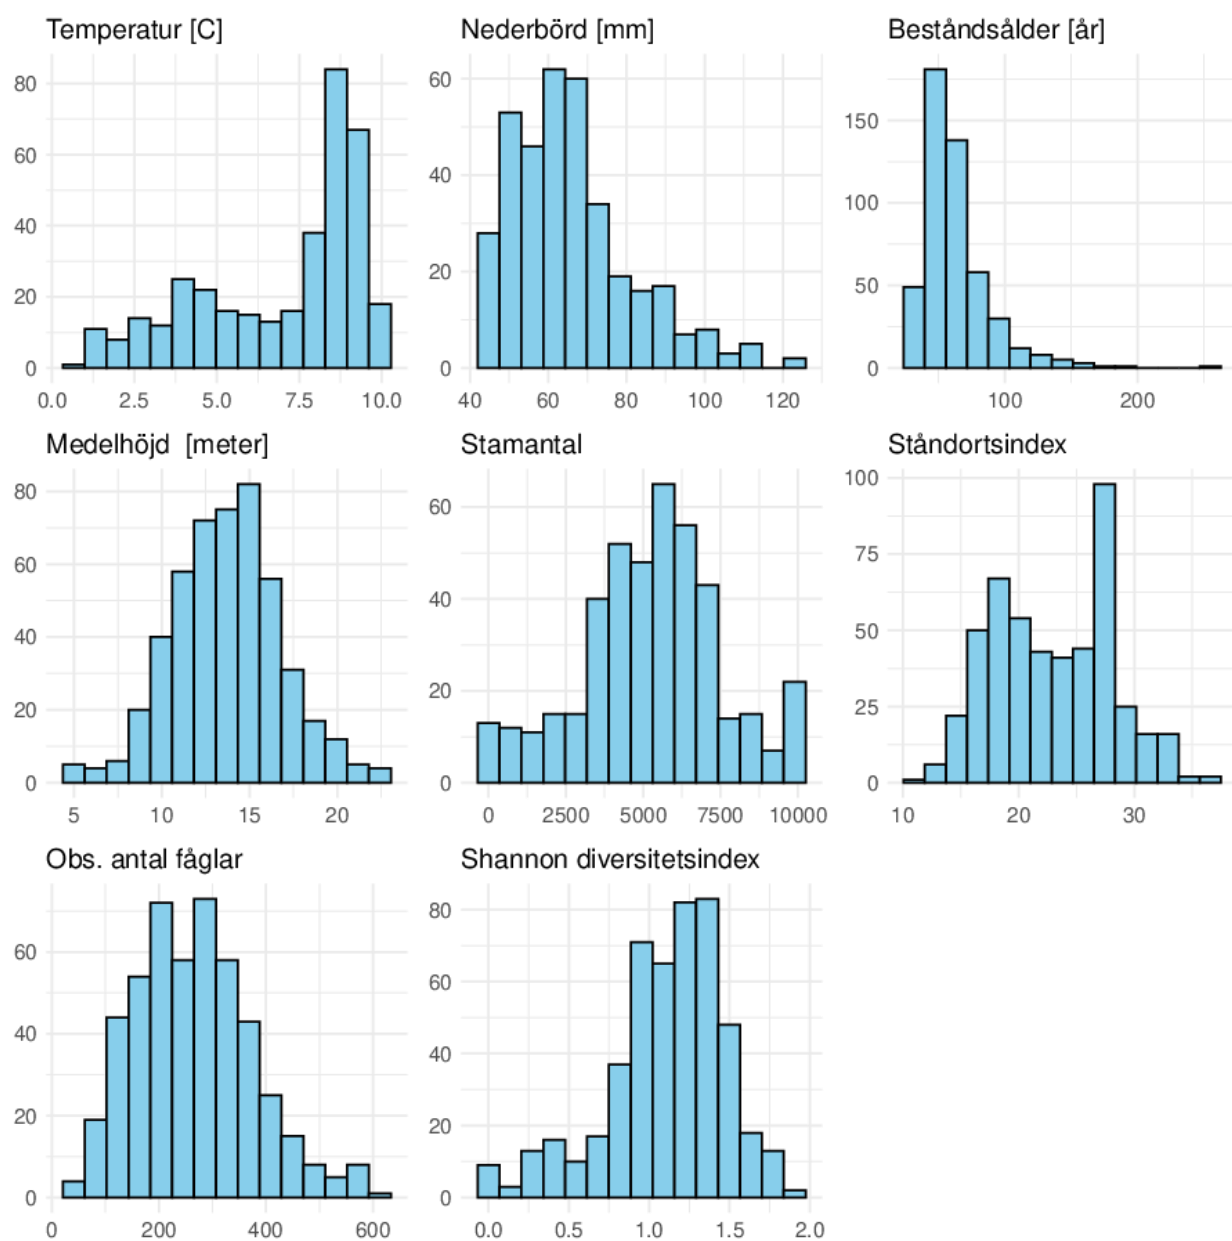 Temperatur [C]
80
60
40
20
0
0.0 2.5 5.0 7.5 10.0
Nederbörd [mm]
60
40
20
0
40 60 80 100 120
Beståndsålder [år]
150
100
50
0
100 200
Medelhöjd  [meter]
80
60
40
20
0
5 10 15 20
Stamantal
60
40
20
0
0 2500 5000 7500 10000
Ståndortsindex
100
75
50
25
0
10 20 30
Obs. antal fåglar
60
40
20
0
0 200 400 600
Shannon diversitetsindex
80
60
40
20
0
0.0 0.5 1.0 1.5 2.0